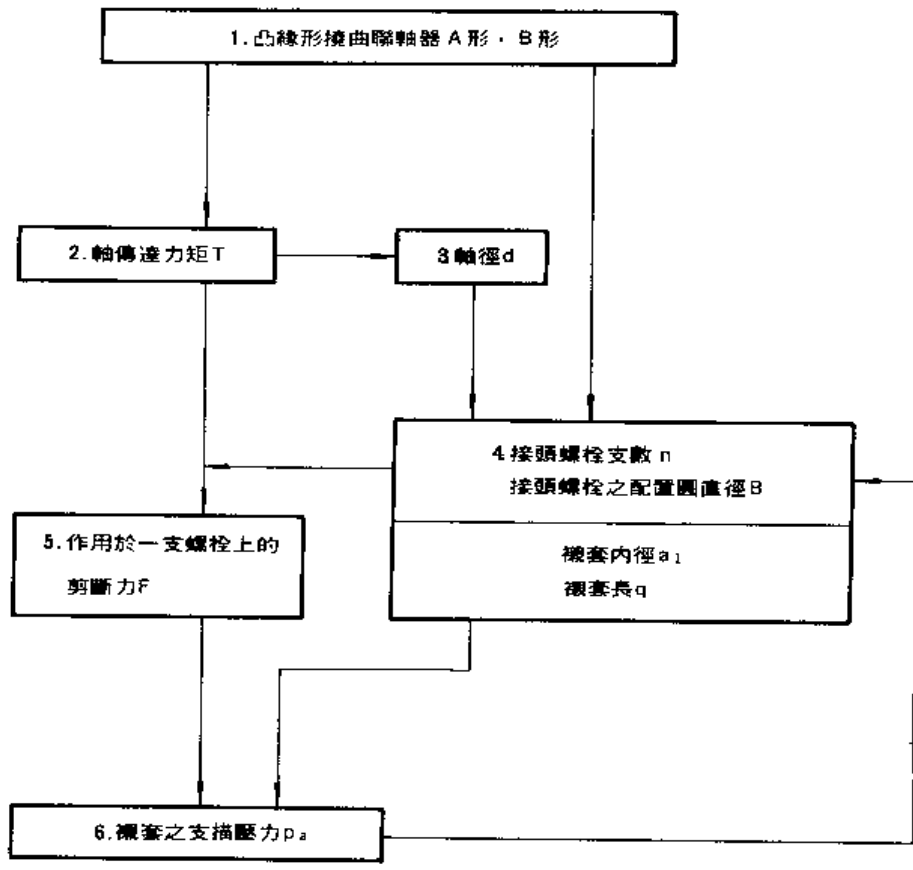 1.凸緣形撓曲聯軸器A形・B形
2.軸傳達力矩T
3軸徑d
4.接頭螺栓支數n
接頭螺栓之配置圓直徑B
襯套內徑a₁
襯套長q
5.作用於一支螺栓上的
剪斷力F
6.襯套之支描壓力pₐ